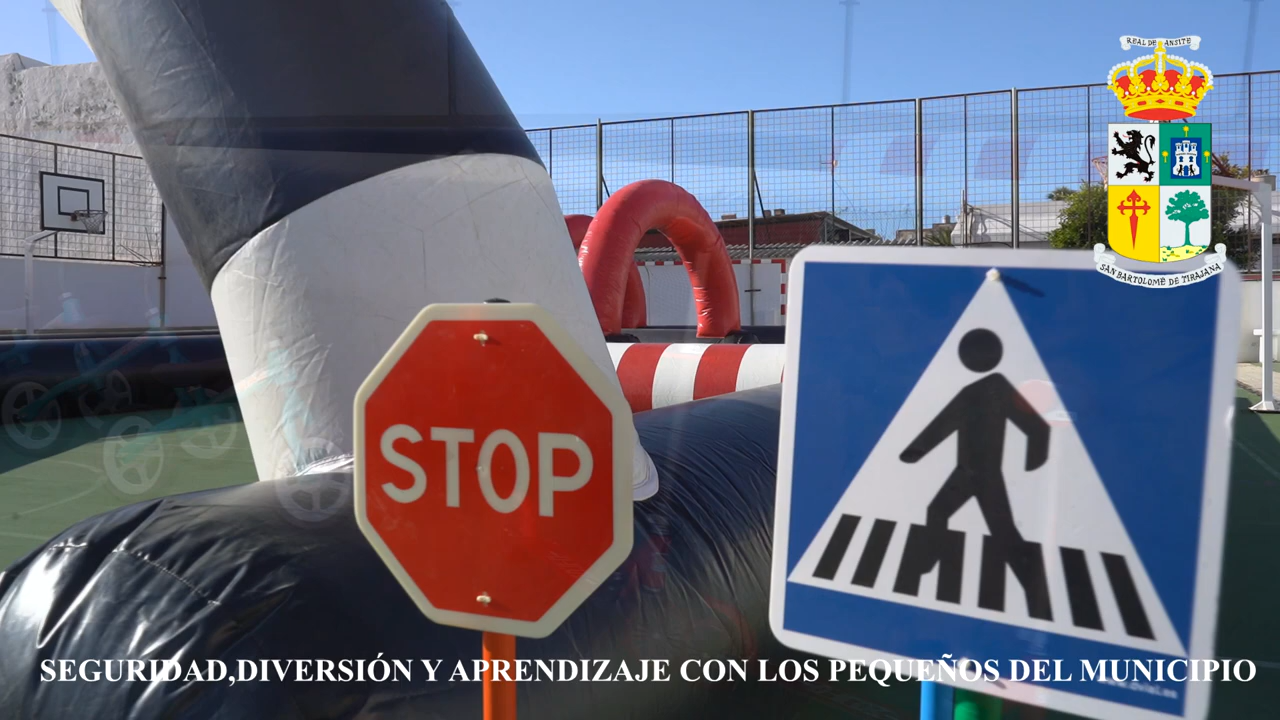 REAL DE ANSITE
SAN BARTOLOMÉ DE TIRAJANA
STOP
SEGURIDAD,DIVERSIÓN Y APRENDIZAJE CON LOS PEQUEÑOS DEL MUNICIPIO